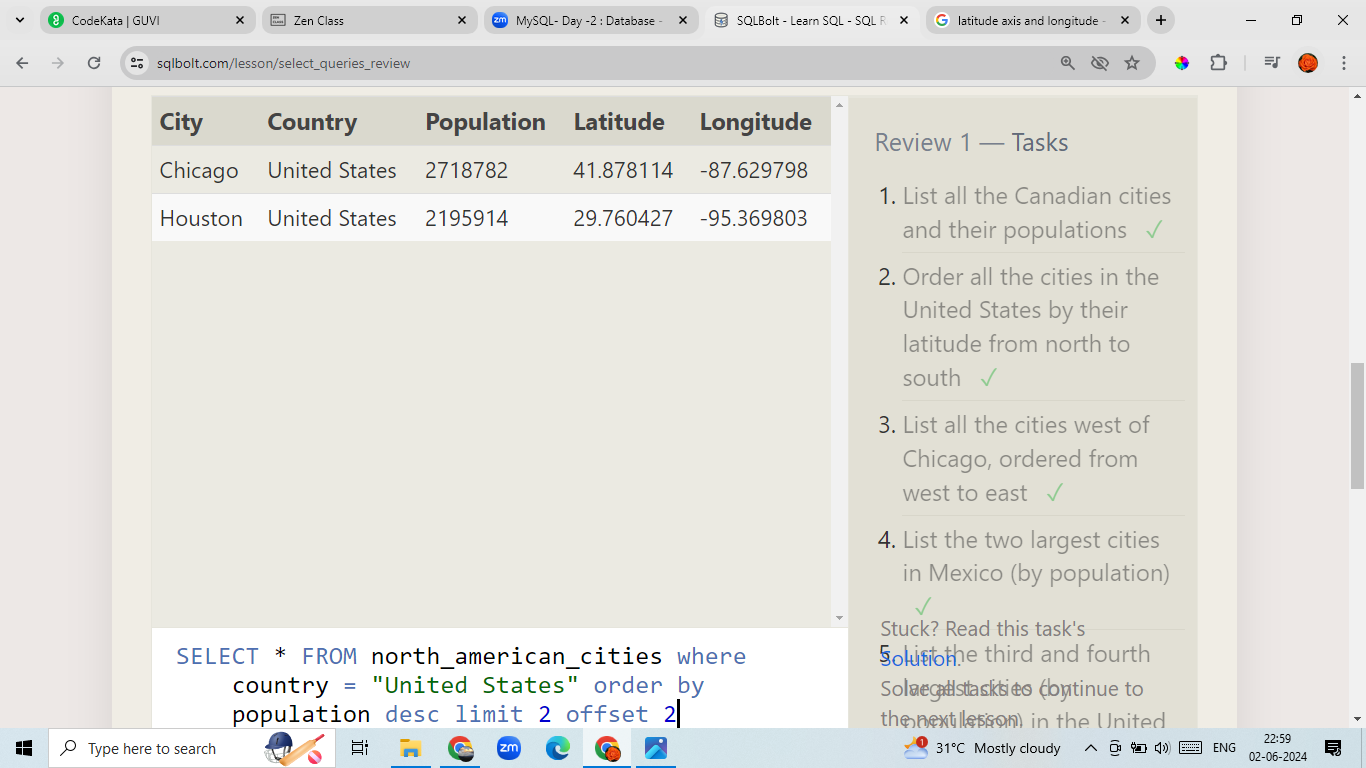 CodeKata | GUVI
Zen Class
MySQL- Day -2 : Database -
SQLBolt - Learn SQL - SQL R
latitude axis and longitude -
sqlbolt.com/lesson/select_queries_review
City Country Population Latitude Longitude
Chicago United States 2718782 41.878114 -87.629798
Houston United States 2195914 29.760427 -95.369803
SELECT * FROM north_american_cities where
country = "United States" order by
population desc limit 2 offset 2
Review 1 — Tasks
1. List all the Canadian cities
and their populations ✓
2. Order all the cities in the
United States by their
latitude from north to
south ✓
3. List all the cities west of
Chicago, ordered from
west to east ✓
4. List the two largest cities
in Mexico (by population)
✓
Stuck? Read this task's
Solution.
5. List the third and fourth
largest cities (by
Solve all tasks to continue to
the next lesson.
population) in the United
Type here to search
zm
1
31°C Mostly cloudy
ENG
22:59
02-06-2024